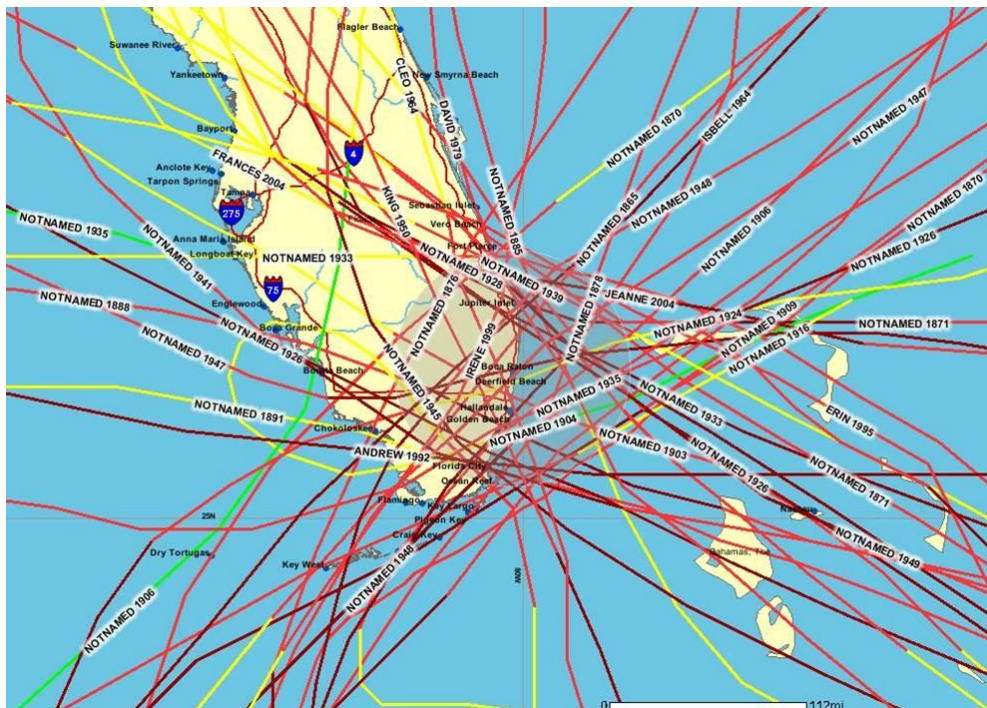 Flagler Beach
Suwanee River
CLEO 1964
Yankeetown
New Smyrna Beach
NOTNAMED 1947
ISBELL 1964
NOTNAMED 1870
DAVID 1979
Bayport
4
FRANCES 2004
Anclote Key
Tarpon Springs
Tampa
NOTNAMED 1948
NOTNAMED 1870
KING 1950
NOTNAMED 1865
NOTNAMED 1885
Sebastian Inlet
275
NOTNAMED 1906
Vero Beach
NOTNAMED 1935
Anna Maria Island
Fort Pierce
NOTNAMED 1926
Longboat Key
NOTNAMED 1933
NOTNAMED 1941
NOTNAMED 1928
NOTNAMED 1939
NOTNAMED 1878
75
JEANNE 2004
NOTNAMED 1876
Englewood
Jupiter Inlet
NOTNAMED 1888
NOTNAMED 1909
NOTNAMED 1924
NOTNAMED 1871
Boca Grande
NOTNAMED 1916
NOTNAMED 1926
IRENE 1999
NOTNAMED 1947
Bonita Beach
Boca Raton
Deerfield Beach
NOTNAMED 1945
NOTNAMED 1935
Hallandale
NOTNAMED 1891
Golden Beach
ERIN 1995
NOTNAMED 1933
Chokoloskee
NOTNAMED 1904
NOTNAMED 1903
ANDREW 1992
Florida City
NOTNAMED 1926
Ocean Reef
NOTNAMED 1871
Flamingo
Key Largo
Nassau
25N
Pigeon Key
Craig Key
NOTNAMED 1949
Dry Tortugas
Bahamas, The
Key West
NOTNAMED 1948
80W
NOTNAMED 1906
0
112mi